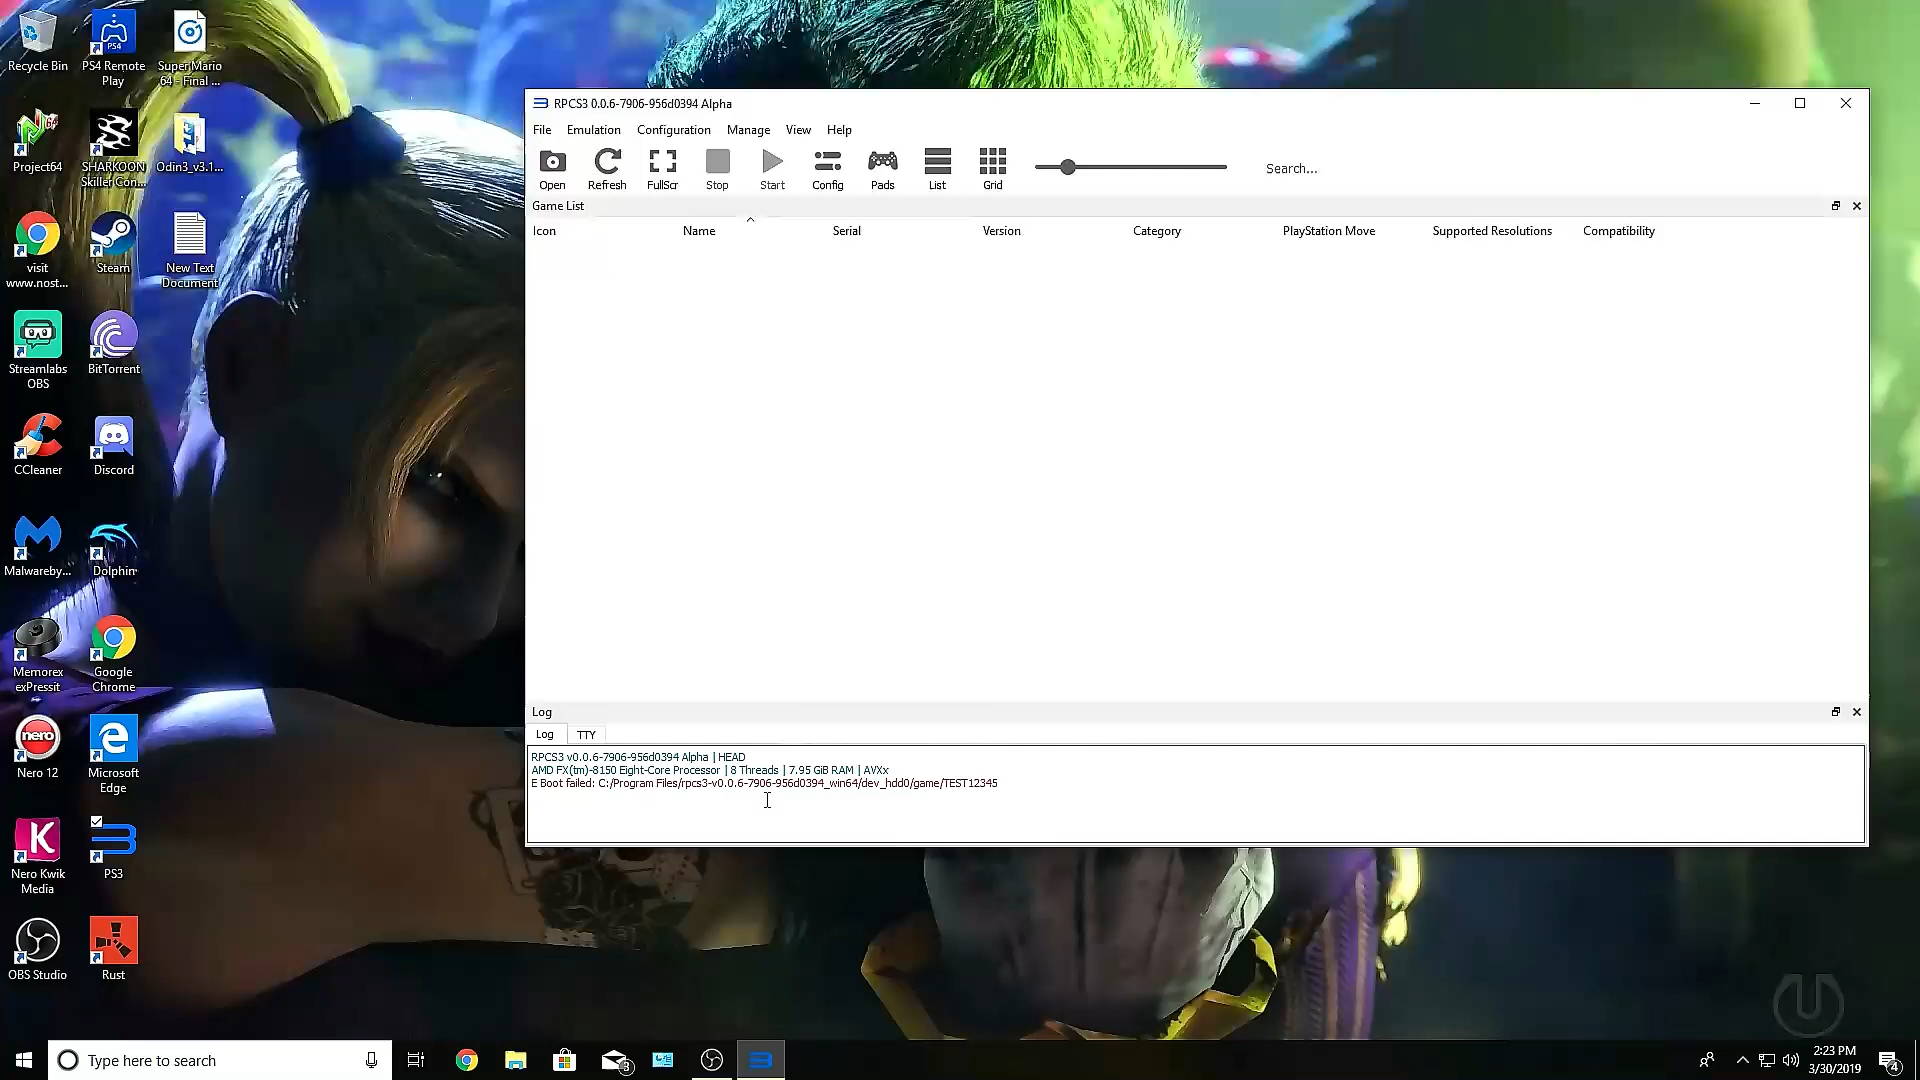 Recycle Bin
PS4
PS4 Remote
Play
Super Mario
64 - Final ...
Project64
SHARKOON
Skiller Con...
Odin3_v3.1...
visit
www.nost...
Steam
New Text
Document
Streamlabs
OBS
BitTorrent
CCleaner
Discord
Malwareby...
Dolphin
Memorex
exPressit
Google
Chrome
nero
Nero 12
Microsoft
Edge
Nero Kwik
Media
PS3
OBS Studio
Rust
RPCS3 0.0.6-7906-956d0394 Alpha
File Emulation Configuration Manage View Help
Open Refresh FullScr Stop Start Config Pads List Grid Search...
Game List
Icon Name Serial Version Category PlayStation Move Supported Resolutions Compatibility
Log
Log TTY
RPCS3 v0.0.6-7906-956d0394 Alpha | HEAD
AMD FX(tm)-8150 Eight-Core Processor | 8 Threads | 7.95 GiB RAM | AVXx
E Boot failed: C:/Program Files/rpcs3-v0.0.6-7906-956d0394_win64/dev_hdd0/game/TEST12345
Type here to search
3
2:23 PM
3/30/2019
4